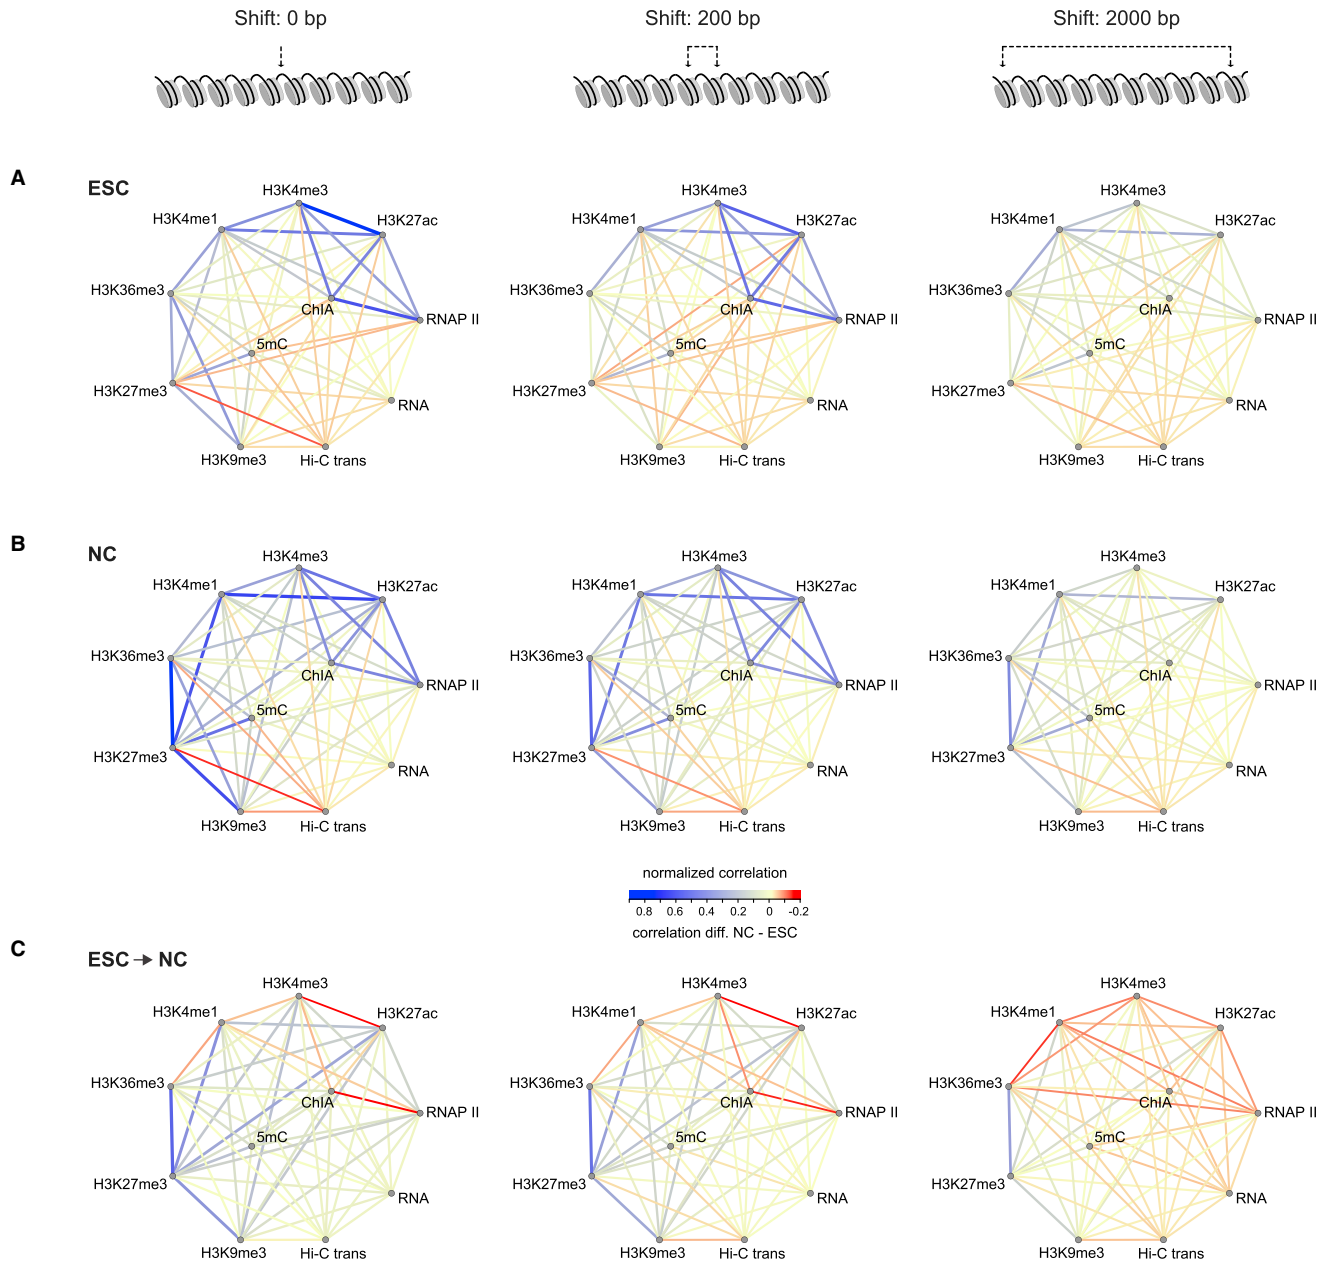 Shift: 0 bp
Shift: 200 bp
Shift: 2000 bp
A
ESC
H3K4me3
H3K4me1
H3K27ac
H3K36me3
ChIA
RNAP II
5mC
H3K27me3
RNA
H3K9me3
Hi-C trans
H3K4me3
H3K4me1
H3K27ac
H3K36me3
ChIA
RNAP II
5mC
H3K27me3
RNA
H3K9me3
Hi-C trans
H3K4me3
H3K4me1
H3K27ac
H3K36me3
ChIA
RNAP II
5mC
H3K27me3
RNA
H3K9me3
Hi-C trans
B
NC
H3K4me3
H3K4me1
H3K27ac
H3K36me3
ChIA
RNAP II
5mC
H3K27me3
RNA
H3K9me3
Hi-C trans
H3K4me3
H3K4me1
H3K27ac
H3K36me3
ChIA
RNAP II
5mC
H3K27me3
RNA
H3K9me3
Hi-C trans
H3K4me3
H3K4me1
H3K27ac
H3K36me3
ChIA
RNAP II
5mC
H3K27me3
RNA
H3K9me3
Hi-C trans
normalized correlation
0.8 0.6 0.4 0.2 0 -0.2
correlation diff. NC - ESC
C
ESC → NC
H3K4me3
H3K4me1
H3K27ac
H3K36me3
ChIA
RNAP II
5mC
H3K27me3
RNA
H3K9me3
Hi-C trans
H3K4me3
H3K4me1
H3K27ac
H3K36me3
ChIA
RNAP II
5mC
H3K27me3
RNA
H3K9me3
Hi-C trans
H3K4me3
H3K4me1
H3K27ac
H3K36me3
ChIA
RNAP II
5mC
H3K27me3
RNA
H3K9me3
Hi-C trans